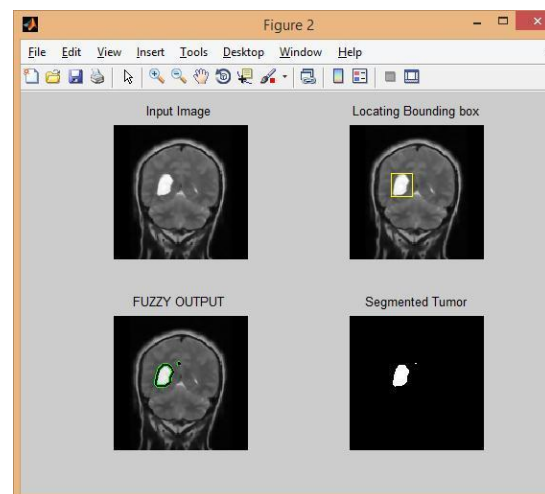 Figure 2
File Edit View Insert Tools Desktop Window Help
Input Image
Locating Bounding box
FUZZY OUTPUT
Segmented Tumor